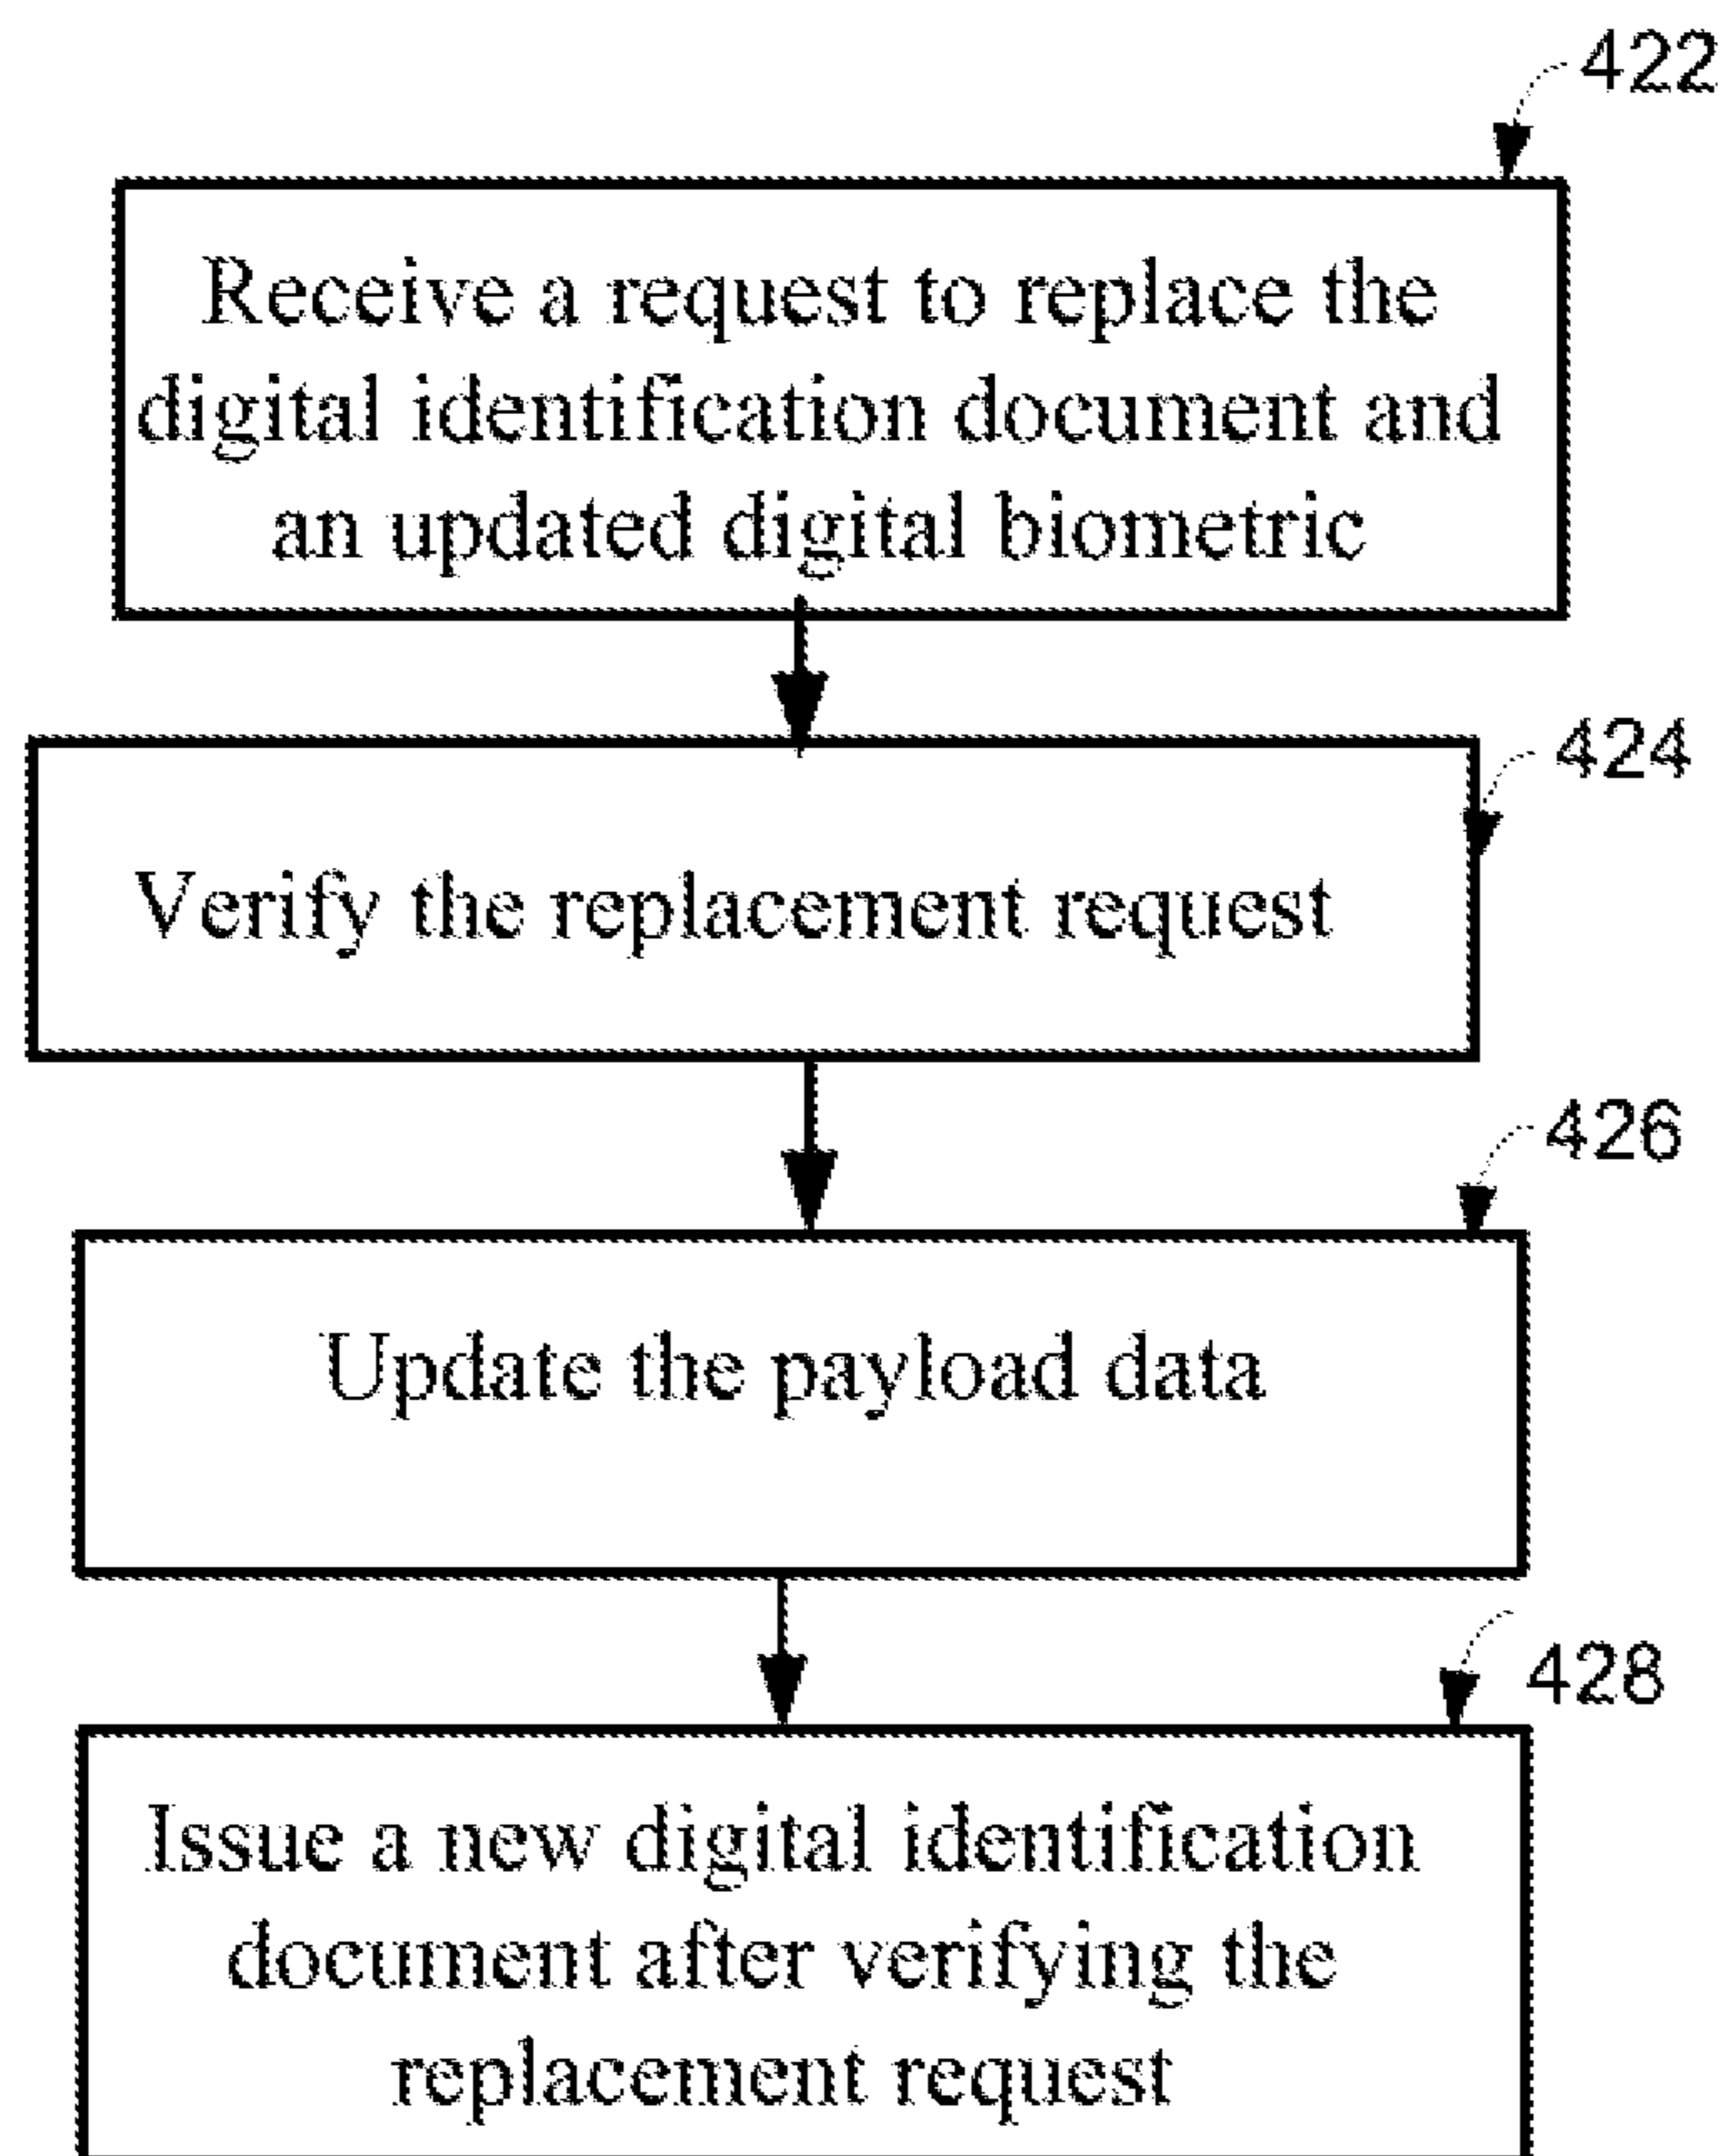 422
Receive a request to replace the
digital identification document and
an updated digital biometric
424
Verify the replacement request
426
Update the payload data
428
Issue a new digital identification
document after verifying the
replacement request